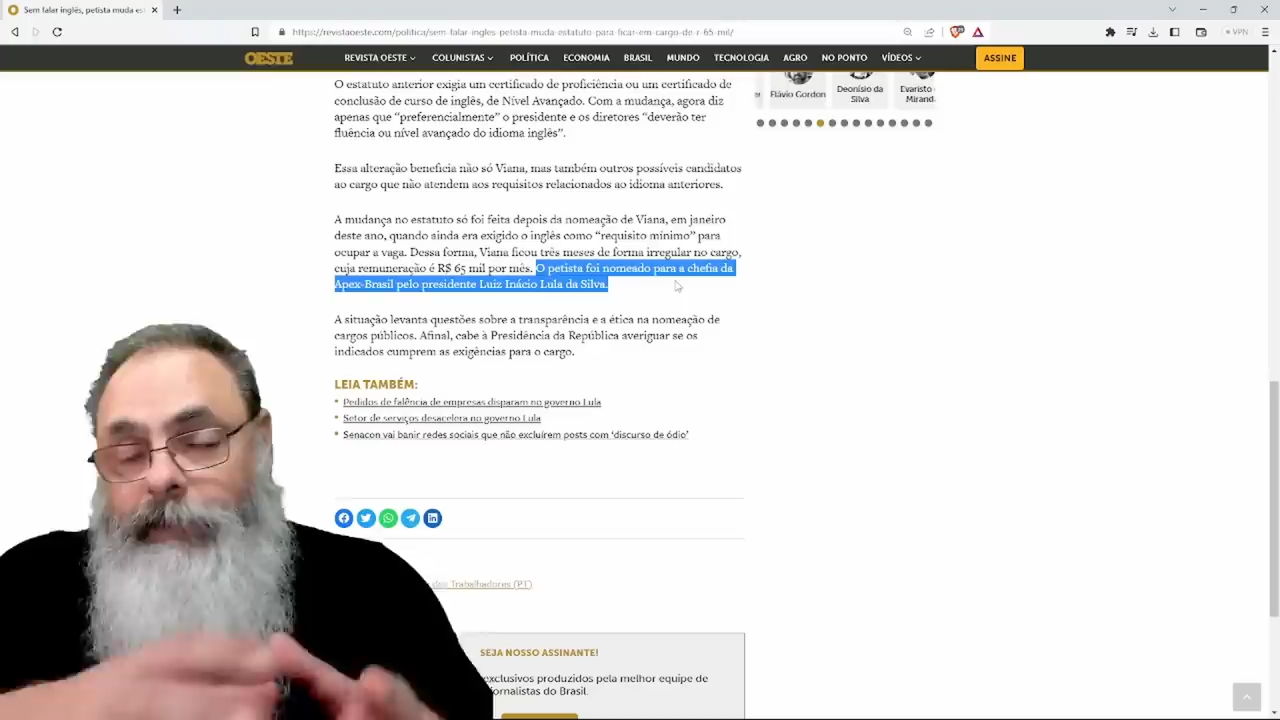 Sem falar inglês, petista muda es
https://revistaoeste.com/politica/sem-falar-ingles-petista-muda-estatuto-para-ficar-em-cargo-de-r-65-mil/
VPN
OESTE
REVISTA OESTE COLUNISTAS POLÍTICA ECONOMIA BRASIL MUNDO TECNOLOGIA AGRO NO PONTO VÍDEOS ASSINE
O estatuto anterior exigia um certificado de proficiência ou um certificado de
conclusão de curso de inglês, de Nível Avançado. Com a mudança, agora diz
apenas que “preferencialmente” o presidente e os diretores “deverão ter
fluência ou nível avançado do idioma inglês”.
Flávio Gordon
Deonísio da
Silva
Evaristo
Mirand
Essa alteração beneficia não só Viana, mas também outros possíveis candidatos
ao cargo que não atendem aos requisitos relacionados ao idioma anteriores.
A mudança no estatuto só foi feita depois da nomeação de Viana, em janeiro
deste ano, quando ainda era exigido o inglês como “requisito mínimo” para
ocupar a vaga. Dessa forma, Viana ficou três meses de forma irregular no cargo,
cuja remuneração é R$ 65 mil por mês. O petista foi nomeado para a chefia da
Apex-Brasil pelo presidente Luiz Inácio Lula da Silva.
A situação levanta questões sobre a transparência e a ética na nomeação de
cargos públicos. Afinal, cabe à Presidência da República averiguar se os
indicados cumprem as exigências para o cargo.
LEIA TAMBÉM:
Pedidos de falência de empresas disparam no governo Lula
Setor de serviços desacelera no governo Lula
Senacon vai banir redes sociais que não excluírem posts com ‘discurso de ódio’
dos Trabalhadores (PT)
SEJA NOSSO ASSINANTE!
exclusivos produzidos pela melhor equipe de
jornalistas do Brasil.